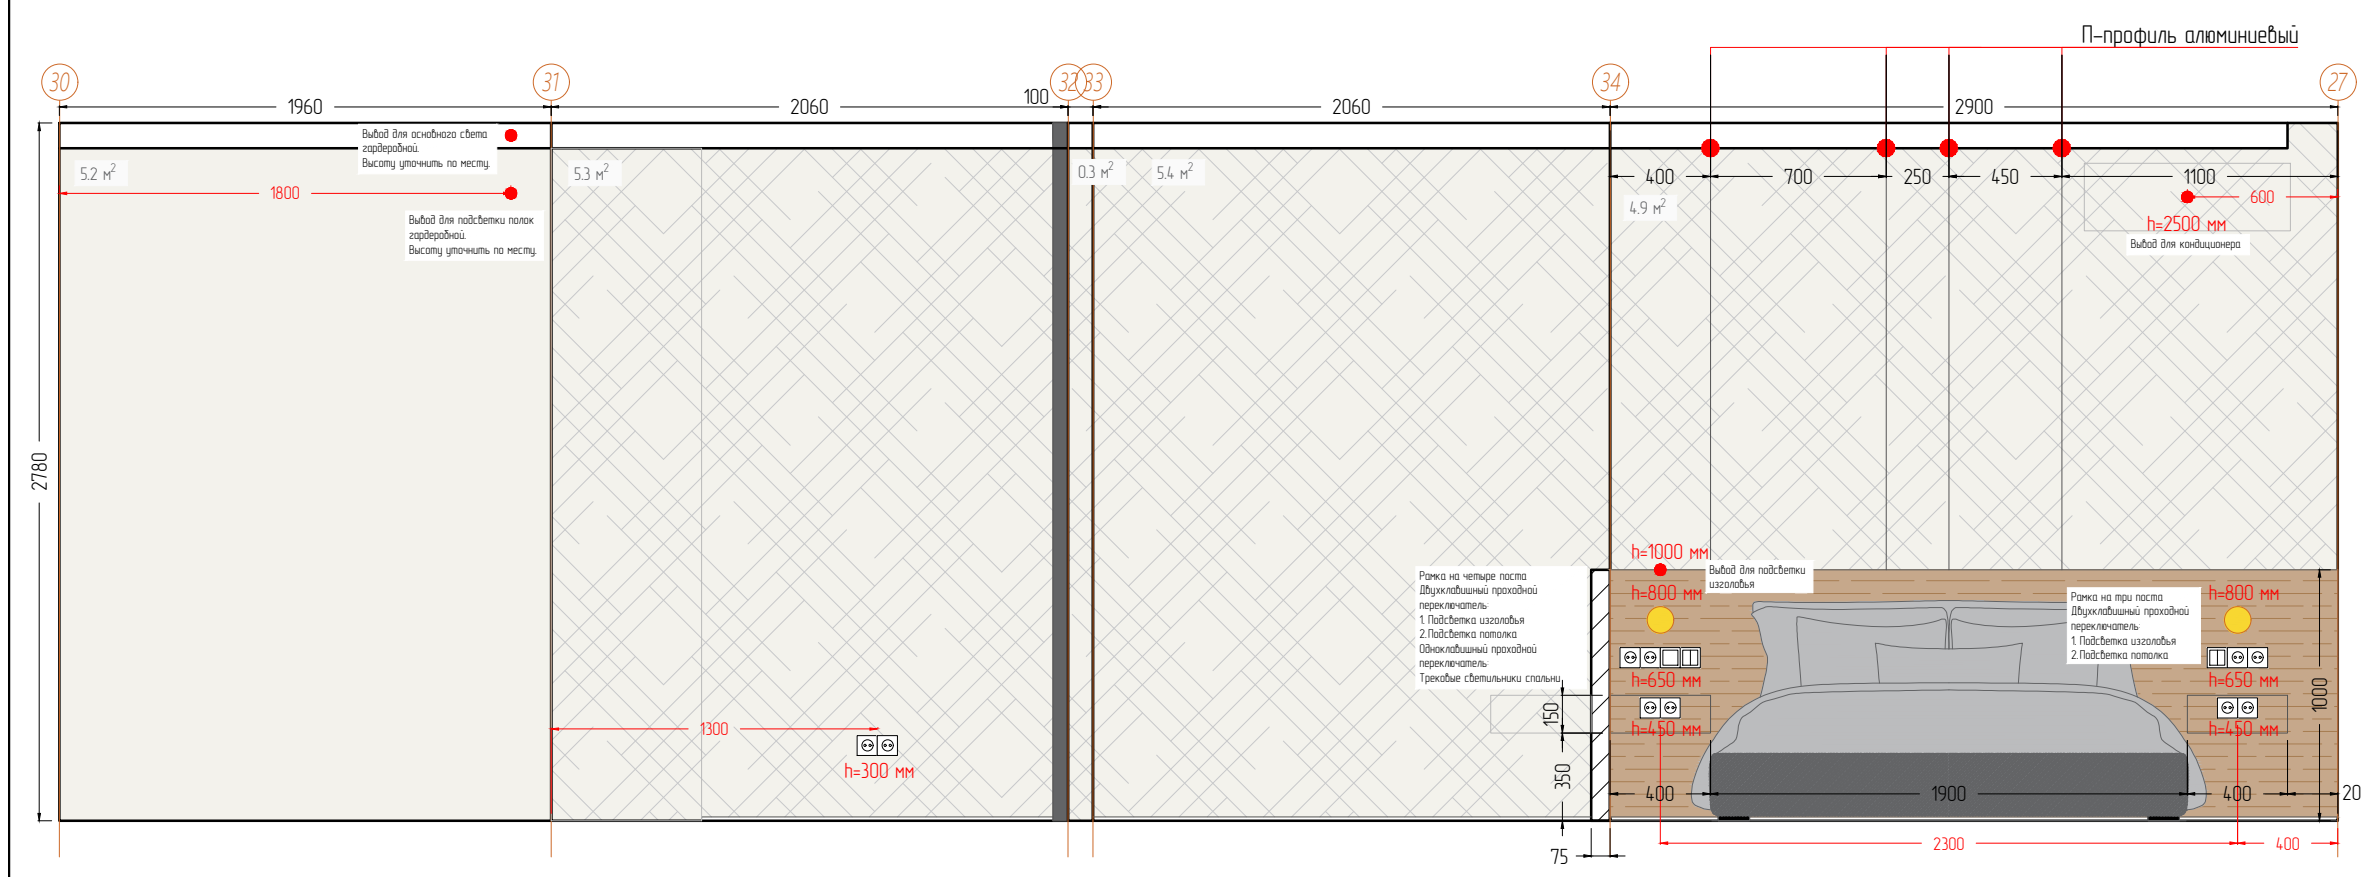 П-профиль алюминиевый
30
31
32
33
34
27
1960
2060
100
2060
2900
Вывод для основного света
гардеробной.
Высоту уточнить по месту.
5.2 м²
5.3 м²
0.3 м²
5.4 м²
400
700
250
450
1100
1800
600
4.9 м²
h=2500 мм
Вывод для кондиционера
Вывод для подсветки полок
гардеробной.
Высоту уточнить по месту.
2780
h=1000 мм
Вывод для подсветки
изголовья
h=800 мм
Рамка на четыре поста
Двухклавишный проходной
переключатель:
1. Подсветка изголовья
2.Подсветка потолка
Одноклавишный проходной
переключатель:
Трековые светильники спальни
Рамка на три поста
Двухклавишный проходной
переключатель:
1. Подсветка изголовья
2.Подсветка потолка
h=800 мм
h=650 мм
h=650 мм
1000
150
1300
h=450 мм
h=450 мм
h=300 мм
350
400
1900
400
20
2300
400
75